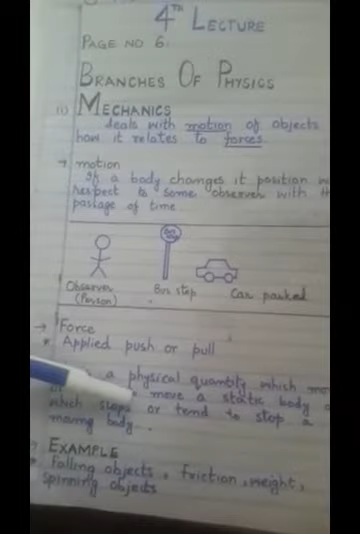 4TH LECTURE
PAGE NO 6.
BRANCHES OF PHYSICS
(i) MECHANICS
deals with motion of objects
how it relates to forces.
→ motion
If a body changes it position
respect to some observer with
passage of time.
BUS STOP
Observer Bus stop Car parked
(Person)
→ Force
* Applied push or pull
a physical quantity which
move a static body
which stops or tend to stop a
moving body.
EXAMPLE
Falling objects, friction, weight,
spinning objects